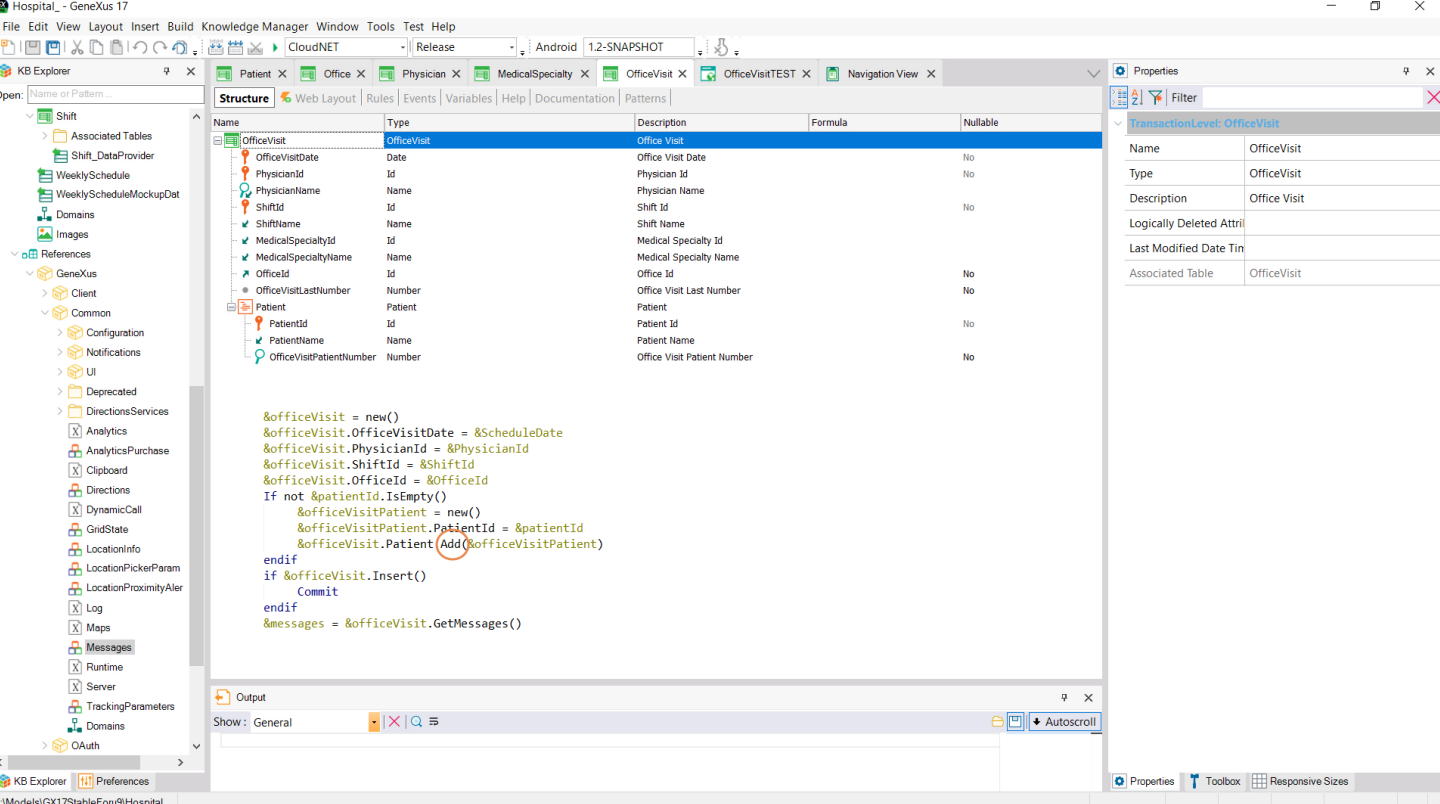 Hospital_ - GeneXus 17
File Edit View Layout Insert Build Knowledge Manager Window Tools Test Help
CloudNET Release Android 1.2-SNAPSHOT
KB Explorer
Open: Name or Pattern ...
Shift
Associated Tables
Shift_DataProvider
WeeklySchedule
WeeklyScheduleMockupDat
Domains
Images
References
GeneXus
Client
Common
Configuration
Notifications
UI
Deprecated
DirectionsServices
Analytics
AnalyticsPurchase
Clipboard
Directions
DynamicCall
GridState
LocationInfo
LocationPickerParam
LocationProximityAler
Log
Maps
Messages
Runtime
Server
TrackingParameters
Domains
OAuth
KB Explorer Preferences
:\Models\GX17StableForu9\Hospital
Patient Office Physician MedicalSpecialty OfficeVisit OfficeVisitTEST Navigation View
Structure Web Layout Rules Events Variables Help Documentation Patterns
Name Type Description Formula Nullable
OfficeVisit OfficeVisit Office Visit
OfficeVisitDate Date Office Visit Date No
PhysicianId Id Physician Id No
PhysicianName Name Physician Name
ShiftId Id Shift Id No
ShiftName Name Shift Name
MedicalSpecialtyId Id Medical Specialty Id
MedicalSpecialtyName Name Medical Specialty Name
OfficeId Id Office Id No
OfficeVisitLastNumber Number Office Visit Last Number No
Patient Patient Patient
PatientId Id Patient Id No
PatientName Name Patient Name
OfficeVisitPatientNumber Number Office Visit Patient Number No
&officeVisit = new()
&officeVisit.OfficeVisitDate = &ScheduleDate
&officeVisit.PhysicianId = &PhysicianId
&officeVisit.ShiftId = &ShiftId
&officeVisit.OfficeId = &OfficeId
If not &patientId.IsEmpty()
&officeVisitPatient = new()
&officeVisitPatient.PatientId = &patientId
&officeVisit.Patient.Add(&officeVisitPatient)
endif
if &officeVisit.Insert()
Commit
endif
&messages = &officeVisit.GetMessages()
Output
Show : General Autoscroll
Properties
Filter
TransactionLevel: OfficeVisit
Name OfficeVisit
Type OfficeVisit
Description Office Visit
Logically Deleted Attril
Last Modified Date Tim
Associated Table OfficeVisit
Properties Toolbox Responsive Sizes